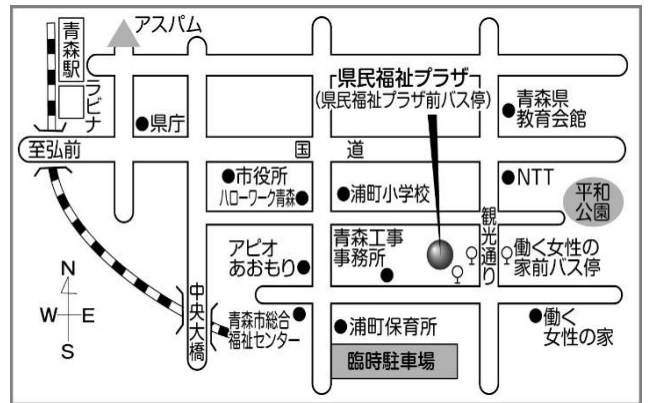 アスパム
青森駅
ラビナ
県民福祉プラザ
(県民福祉プラザ前バス停)
●県庁
●青森県
教育会館
至弘前
国道
●市役所
ハローワーク青森●
●浦町小学校
●NTT
平和
公園
観光通り
アピオ
あおもり●
青森工事
事務所
●
働く女性の
家前バス停
N
W E
S
中央大橋
青森市総合●
福祉センター
●浦町保育所
●働く
女性の家
臨時駐車場